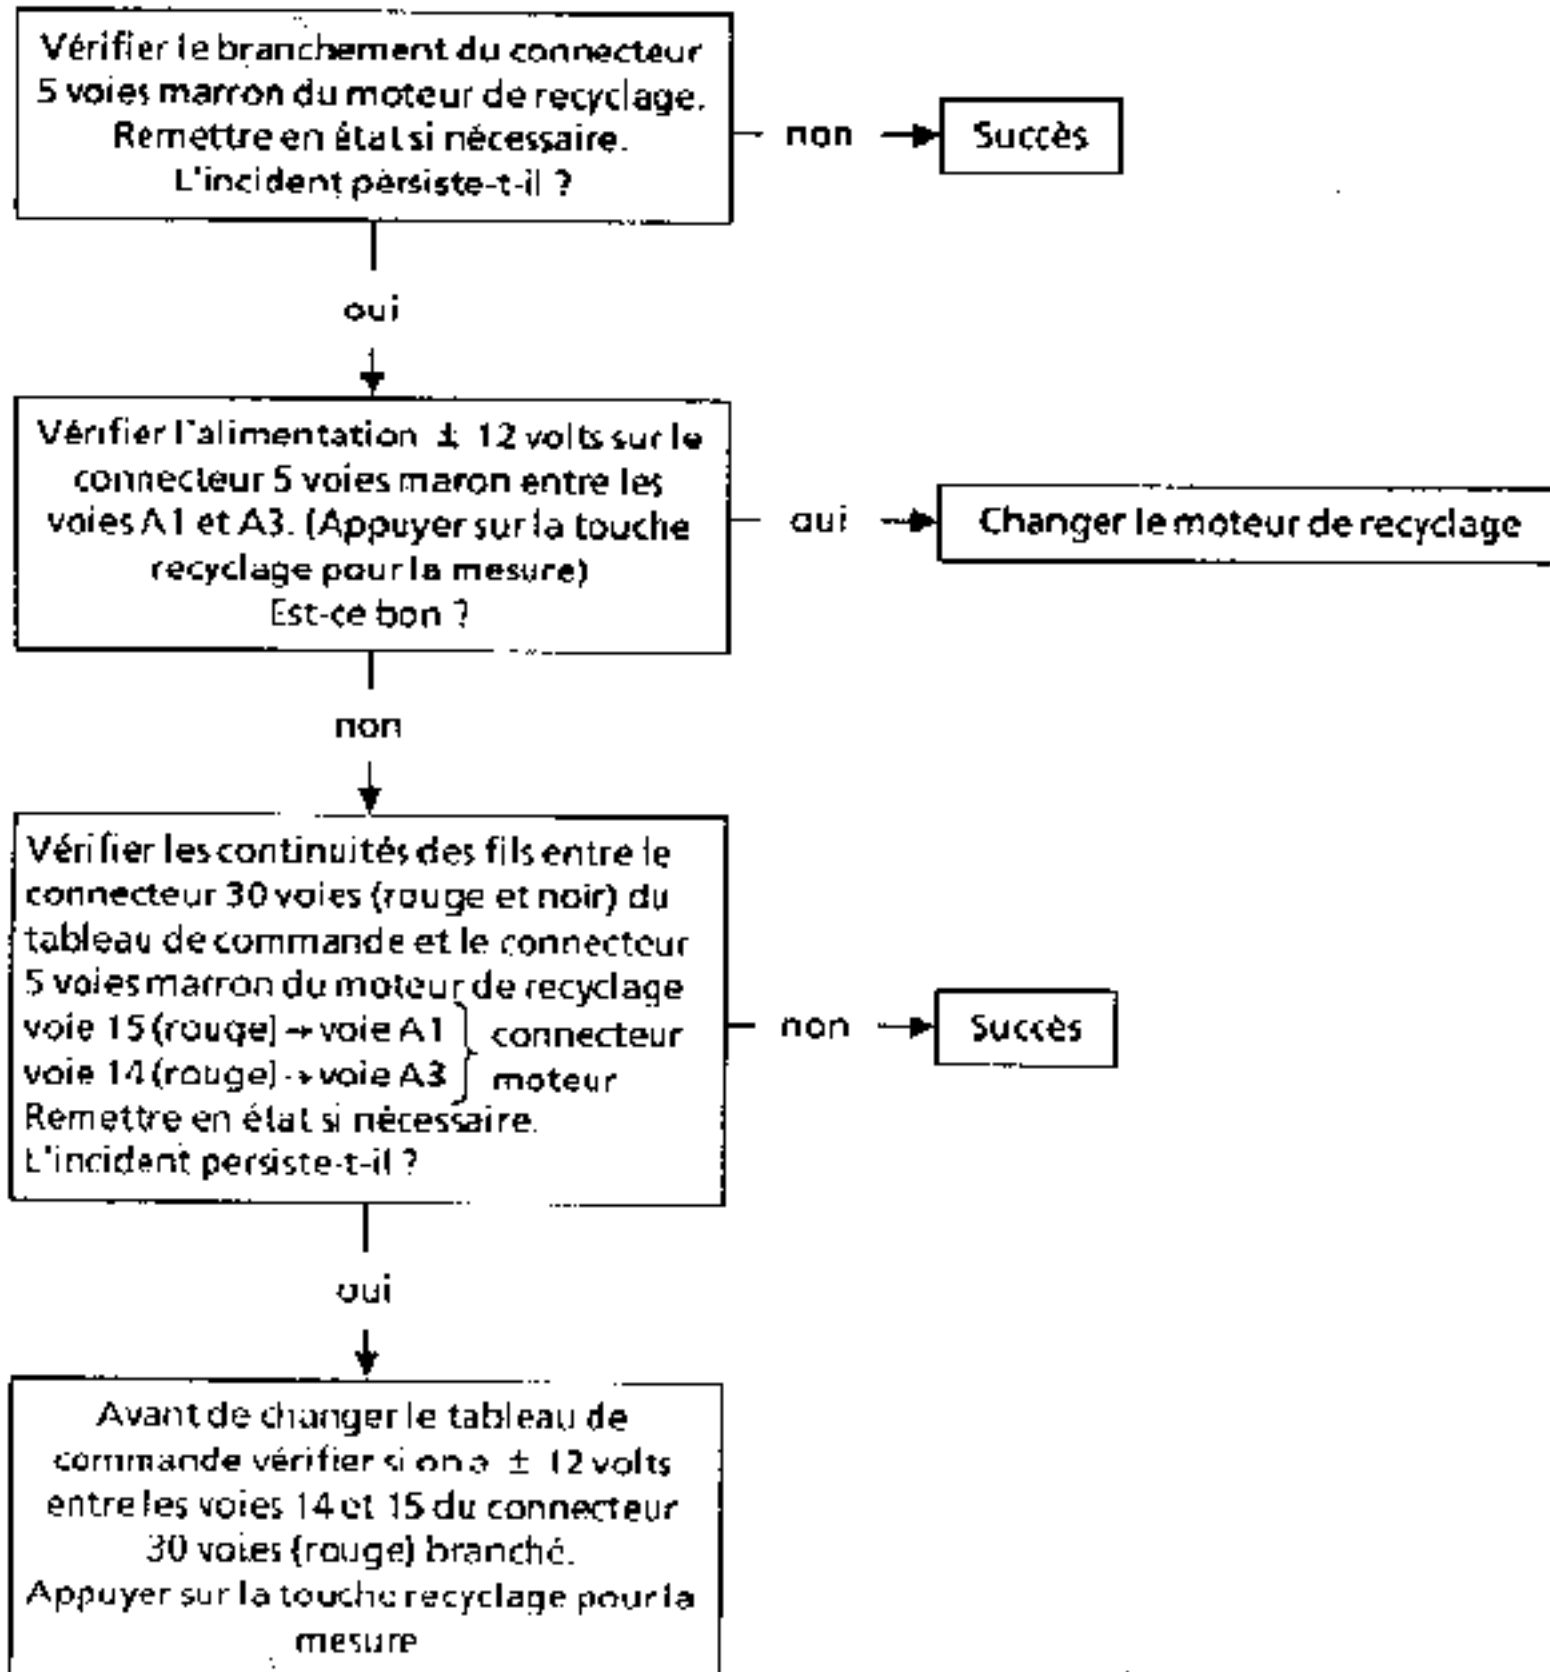 Vérifier le branchement du connecteur
5 voies marron du moteur de recyclage.
Remettre en état si nécessaire.
L'incident persiste-t-il ?
non
Succès
oui
Vérifier l'alimentation ± 12 volts sur le
connecteur 5 voies maron entre les
voies A1 et A3. (Appuyer sur la touche
recyclage pour la mesure)
Est-ce bon ?
oui
Changer le moteur de recyclage
non
Vérifier les continuités des fils entre le
connecteur 30 voies (rouge et noir) du
tableau de commande et le connecteur
5 voies marron du moteur de recyclage
voie 15 (rouge) → voie A1
voie 14 (rouge) → voie A3
connecteur
moteur
Remettre en état si nécessaire.
L'incident persiste-t-il ?
non
Succès
oui
Avant de changer le tableau de
commande vérifier si on a ± 12 volts
entre les voies 14 et 15 du connecteur
30 voies (rouge) branché.
Appuyer sur la touche recyclage pour la
mesure